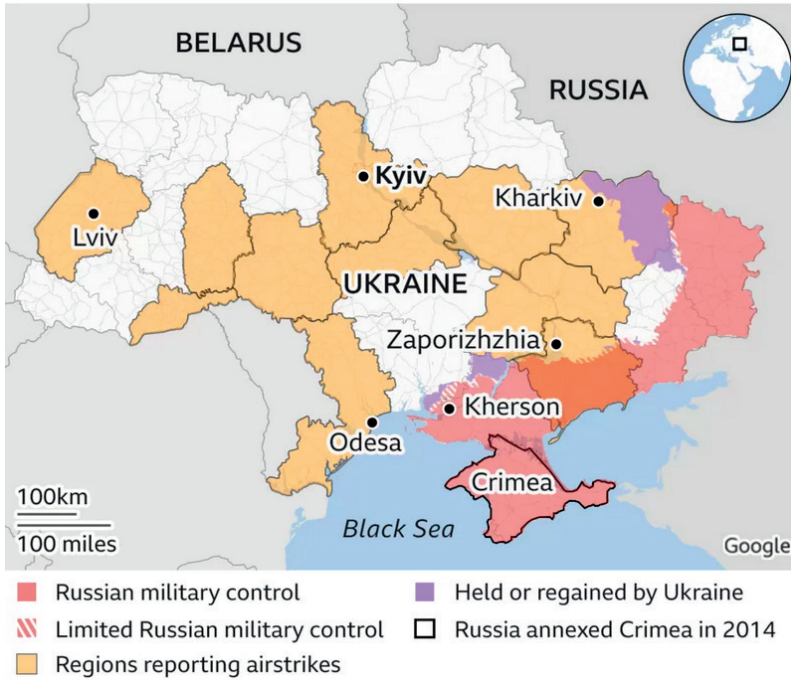 BELARUS
RUSSIA
Kyiv
Kharkiv
Lviv
UKRAINE
Zaporizhzhia
Kherson
Odesa
Crimea
100km
100 miles
Black Sea
Google
Russian military control
Held or regained by Ukraine
Limited Russian military control
Russia annexed Crimea in 2014
Regions reporting airstrikes